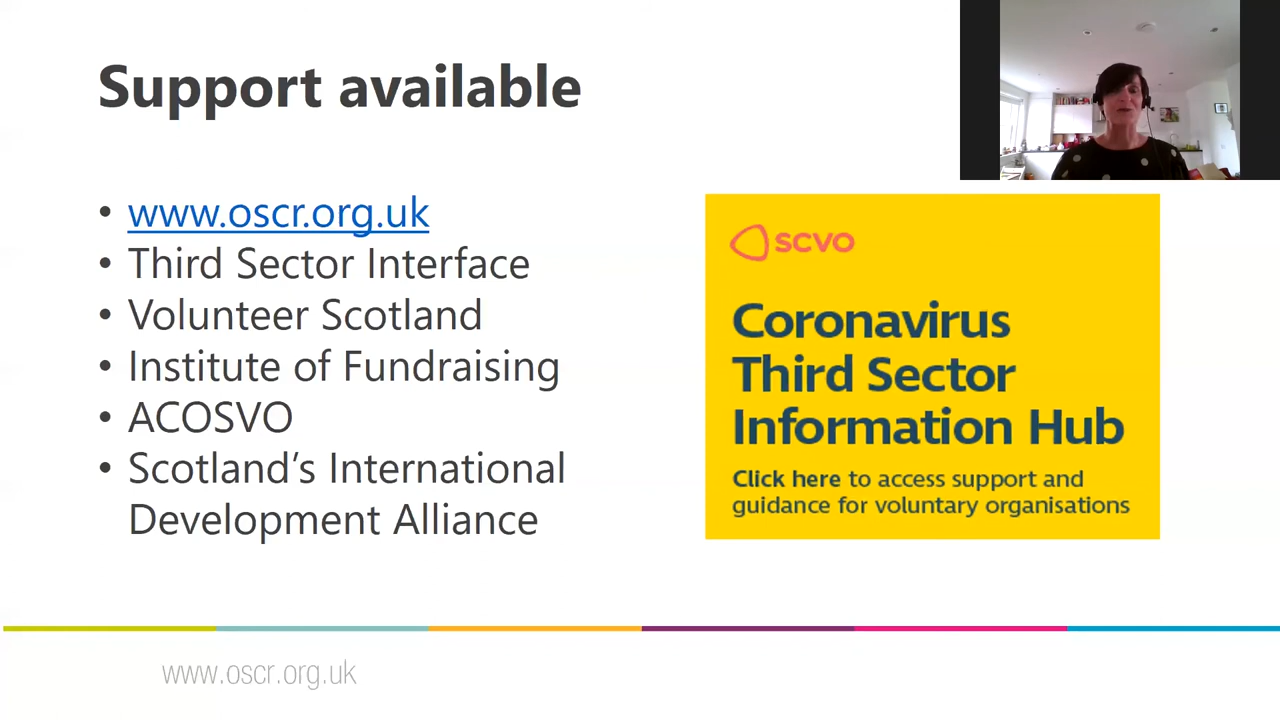 Support available
• www.oscr.org.uk
• Third Sector Interface
• Volunteer Scotland
• Institute of Fundraising
• ACOSVO
• Scotland’s International
Development Alliance
scvo
Coronavirus
Third Sector
Information Hub
Click here to access support and
guidance for voluntary organisations
www.oscr.org.uk